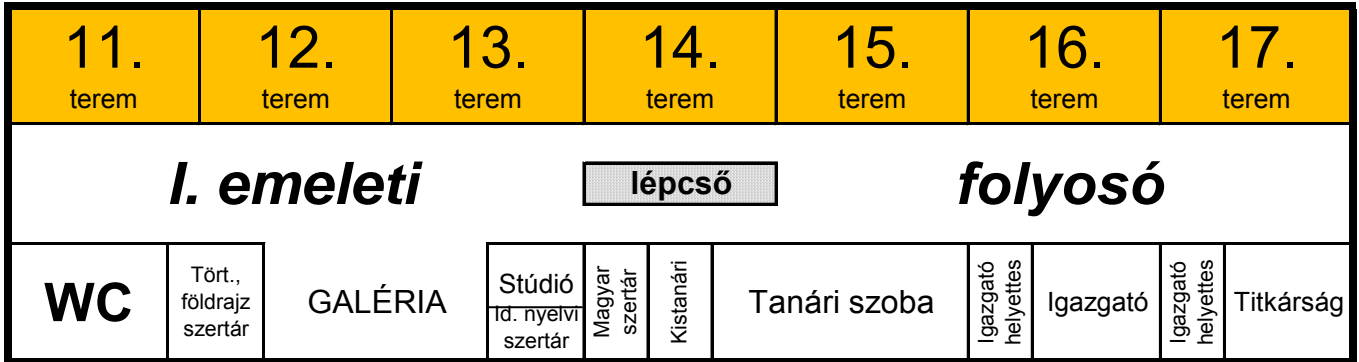 11.
terem
12.
terem
13.
terem
14.
terem
15.
terem
16.
terem
17.
terem
I. emeleti
lépcső
folyosó
WC
Tört.,
földrajz
szertár
GALÉRIA
Stúdió
Id. nyelvi
szertár
Magyar
szertár
Kistanári
Tanári szoba
Igazgató
helyettes
Igazgató
Igazgató
helyettes
Titkárság